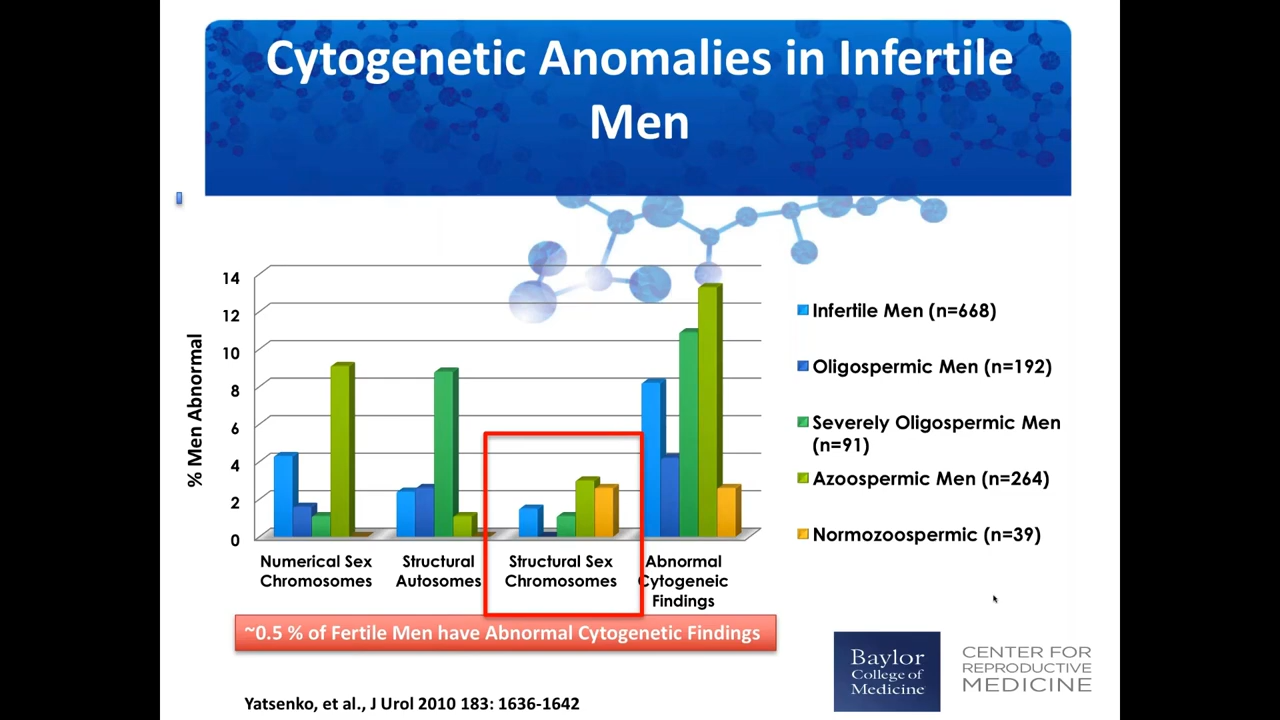 Cytogenetic Anomalies in Infertile
Men
% Men Abnormal
14
12
10
8
6
4
2
0
Numerical Sex
Chromosomes
Structural
Autosomes
Structural Sex
Chromosomes
Abnormal
Cytogeneic
Findings
Infertile Men (n=668)
Oligospermic Men (n=192)
Severely Oligospermic Men
(n=91)
Azoospermic Men (n=264)
Normozoospermic (n=39)
~0.5 % of Fertile Men have Abnormal Cytogenetic Findings
Yatsenko, et al., J Urol 2010 183: 1636-1642
Baylor
College of
Medicine
CENTER FOR
REPRODUCTIVE
MEDICINE